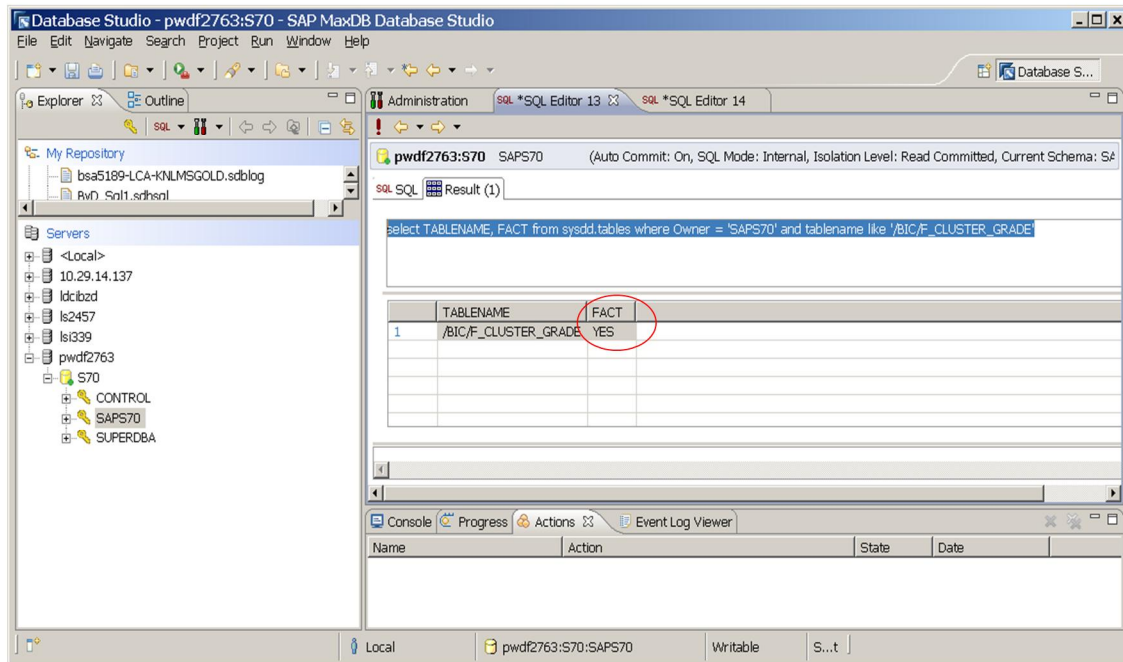 Database Studio - pwdf2763:S70 - SAP MaxDB Database Studio
File Edit Navigate Search Project Run Window Help
Database S...
Explorer Outline
SQL
My Repository
bsa5189-LCA-KNLMSGOLD.sdblog
ByD_Sql1.sdbsql
Servers
<Local>
10.29.14.137
ldcibzd
ls2457
lsi339
pwdf2763
S70
CONTROL
SAPS70
SUPERDBA
Administration SQL *SQL Editor 13 SQL *SQL Editor 14
pwdf2763:S70 SAPS70 (Auto Commit: On, SQL Mode: Internal, Isolation Level: Read Committed, Current Schema: SA
SQL SQL Result (1)
select TABLENAME, FACT from sysdd.tables where Owner = 'SAPS70' and tablename like '/BIC/F_CLUSTER_GRADE'
TABLENAME FACT
1 /BIC/F_CLUSTER_GRADE YES
Console Progress Actions Event Log Viewer
Name Action State Date
Local pwdf2763:S70:SAPS70 Writable S...t